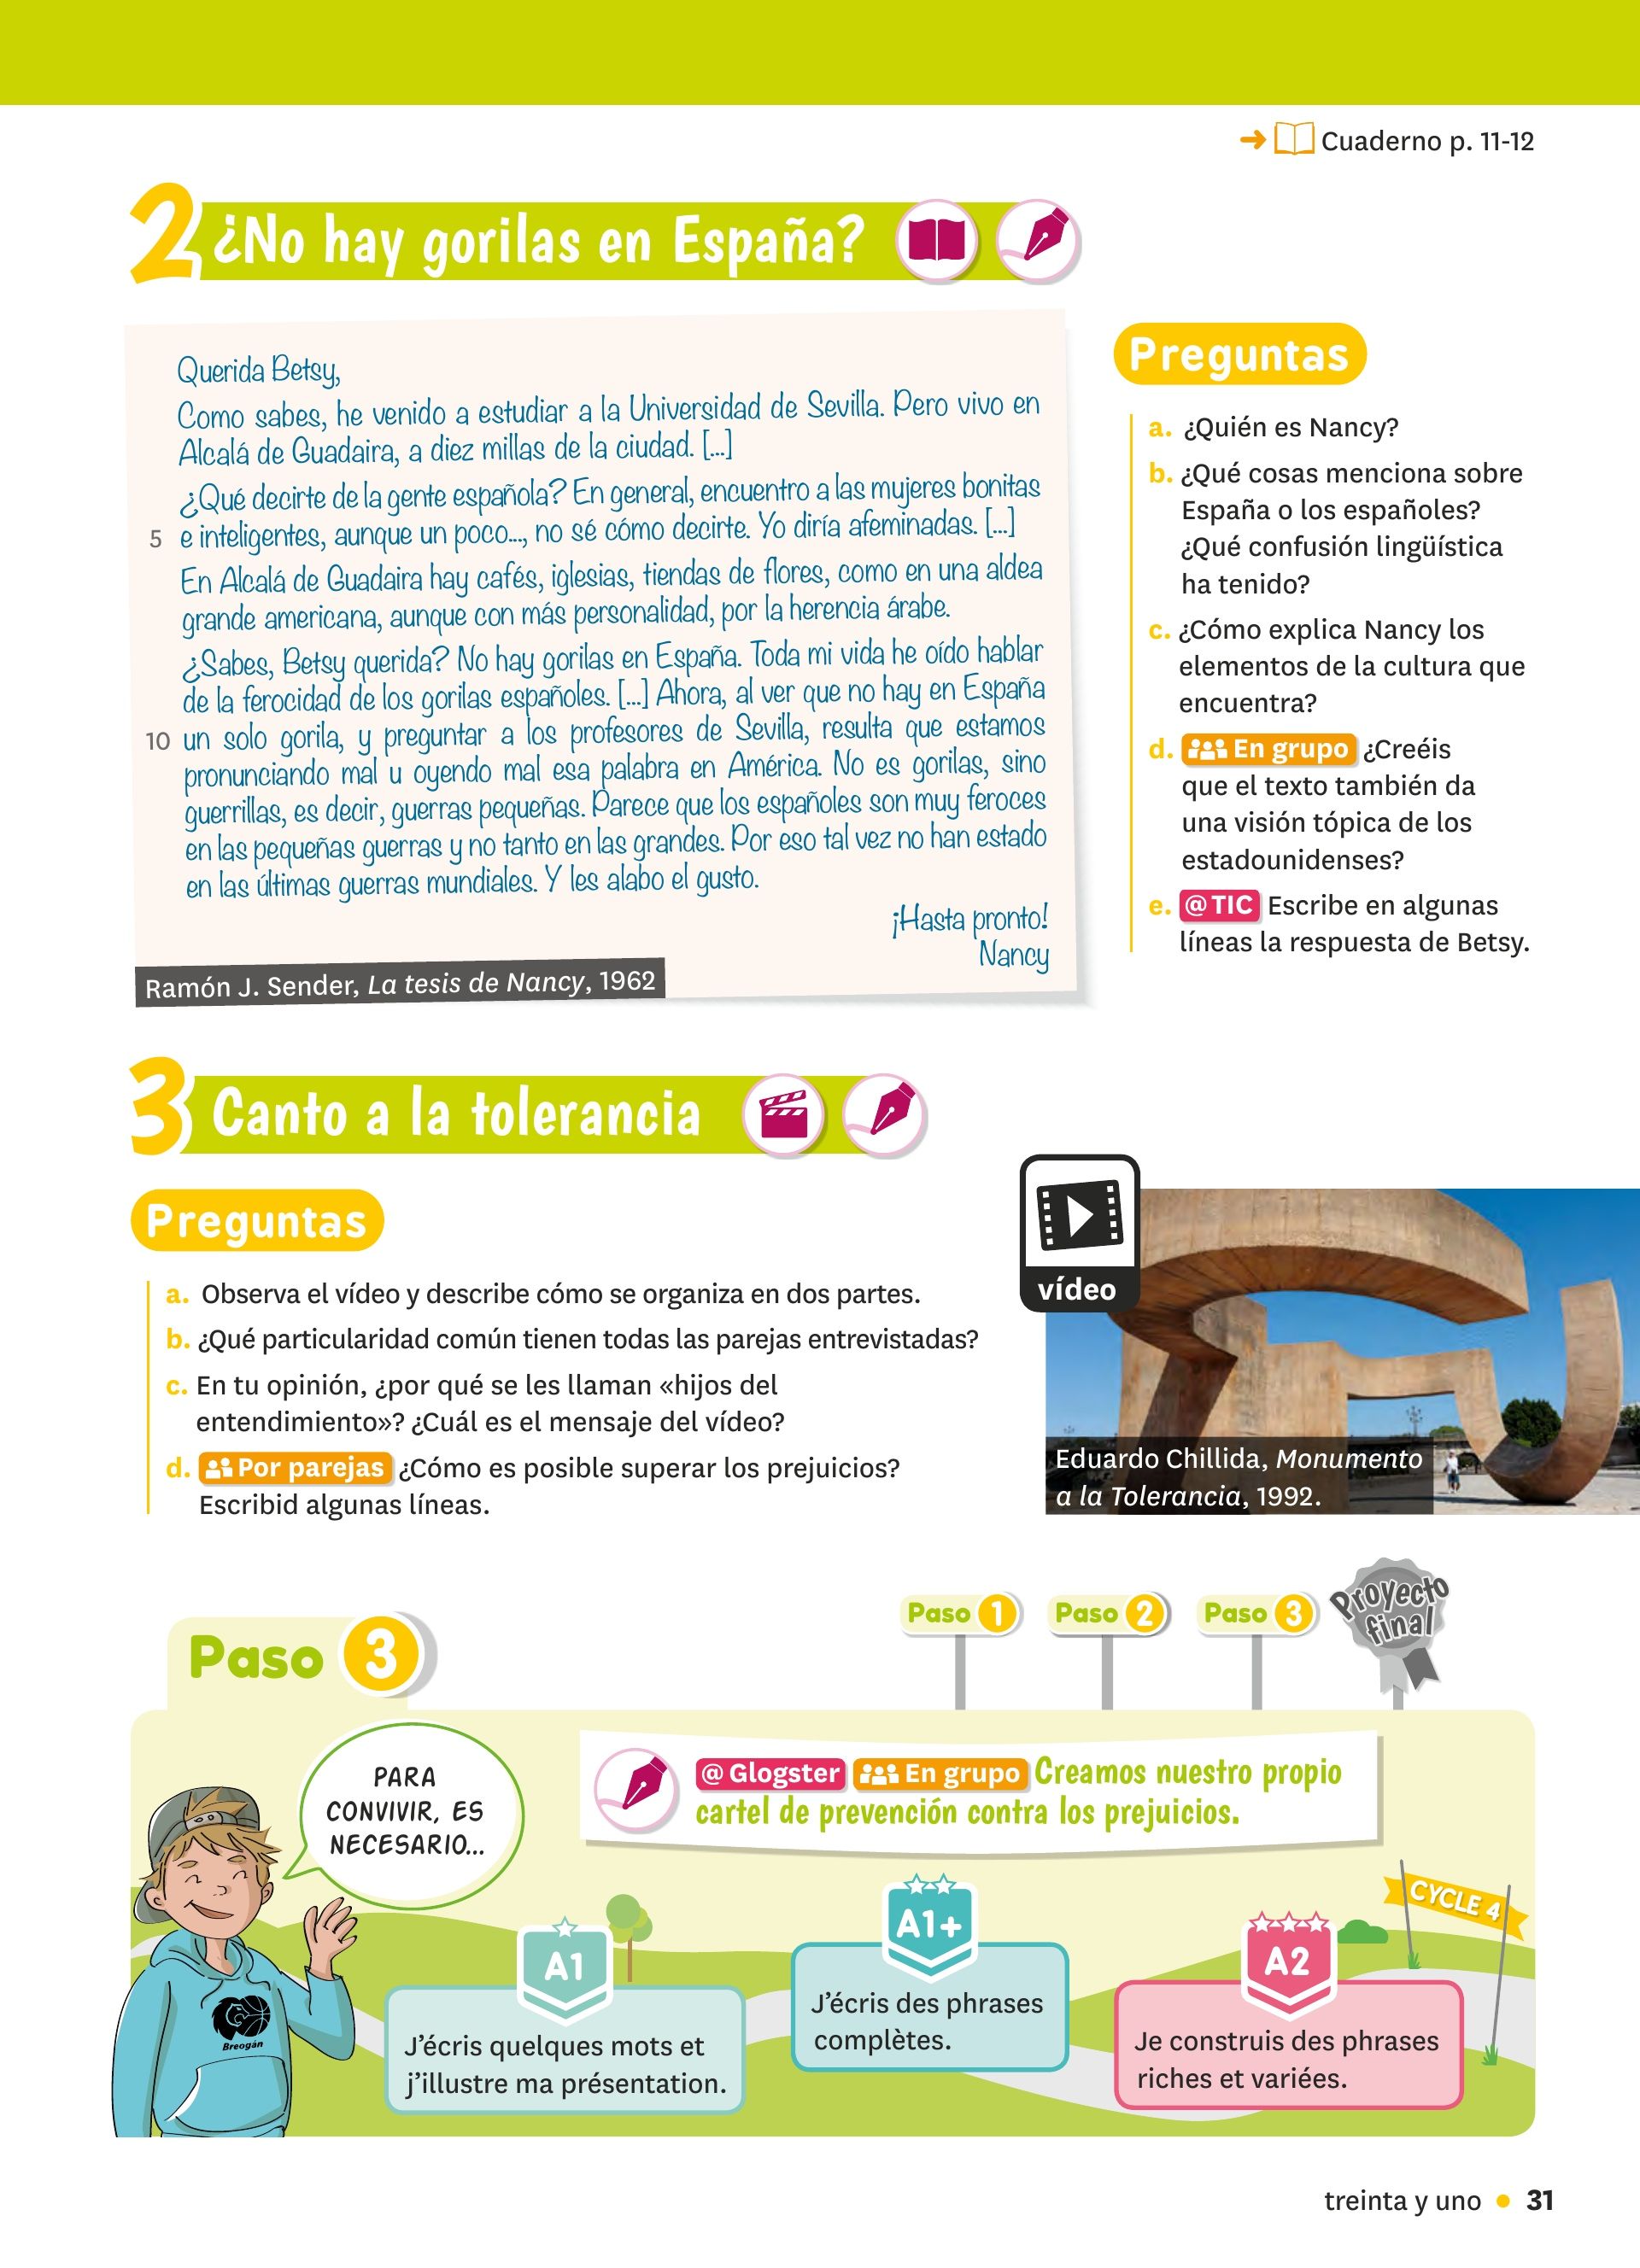 Cuaderno p. 11-12
2 ¿No hay gorilas en España?
Querida Betsy,
Como sabes, he venido a estudiar a la Universidad de Sevilla. Pero vivo en
Alcalá de Guadaira, a diez millas de la ciudad. [...]
¿Qué decirte de la gente española? En general, encuentro a las mujeres bonitas
5 e inteligentes, aunque un poco..., no sé cómo decirte. Yo diría afeminadas. [...]
En Alcalá de Guadaira hay cafés, iglesias, tiendas de flores, como en una aldea
grande americana, aunque con más personalidad, por la herencia árabe.
¿Sabes, Betsy querida? No hay gorilas en España. Toda mi vida he oído hablar
de la ferocidad de los gorilas españoles. [...] Ahora, al ver que no hay en España
10 un solo gorila, y preguntar a los profesores de Sevilla, resulta que estamos
pronunciando mal u oyendo mal esa palabra en América. No es gorilas, sino
guerrillas, es decir, guerras pequeñas. Parece que los españoles son muy feroces
en las pequeñas guerras y no tanto en las grandes. Por eso tal vez no han estado
en las últimas guerras mundiales. Y les alabo el gusto.
¡Hasta pronto!
Nancy
Ramón J. Sender, La tesis de Nancy, 1962
Preguntas
a. ¿Quién es Nancy?
b. ¿Qué cosas menciona sobre
España o los españoles?
¿Qué confusión lingüística
ha tenido?
c. ¿Cómo explica Nancy los
elementos de la cultura que
encuentra?
d. En grupo ¿Creéis
que el texto también da
una visión tópica de los
estadounidenses?
e. @ TIC Escribe en algunas
líneas la respuesta de Betsy.
3 Canto a la tolerancia
Preguntas
a. Observa el vídeo y describe cómo se organiza en dos partes.
b. ¿Qué particularidad común tienen todas las parejas entrevistadas?
c. En tu opinión, ¿por qué se les llaman «hijos del
entendimiento»? ¿Cuál es el mensaje del vídeo?
d. Por parejas ¿Cómo es posible superar los prejuicios?
Escribid algunas líneas.
vídeo
Eduardo Chillida, Monumento
a la Tolerancia, 1992.
Paso 1
Paso 2
Paso 3
Proyecto
final
Paso 3
PARA
CONVIVIR, ES
NECESARIO...
@ Glogster En grupo Creamos nuestro propio
cartel de prevención contra los prejuicios.
CYCLE 4
A1
J'écris quelques mots et
j'illustre ma présentation.
A1+
J'écris des phrases
complètes.
A2
Je construis des phrases
riches et variées.
Breogán
treinta y uno • 31